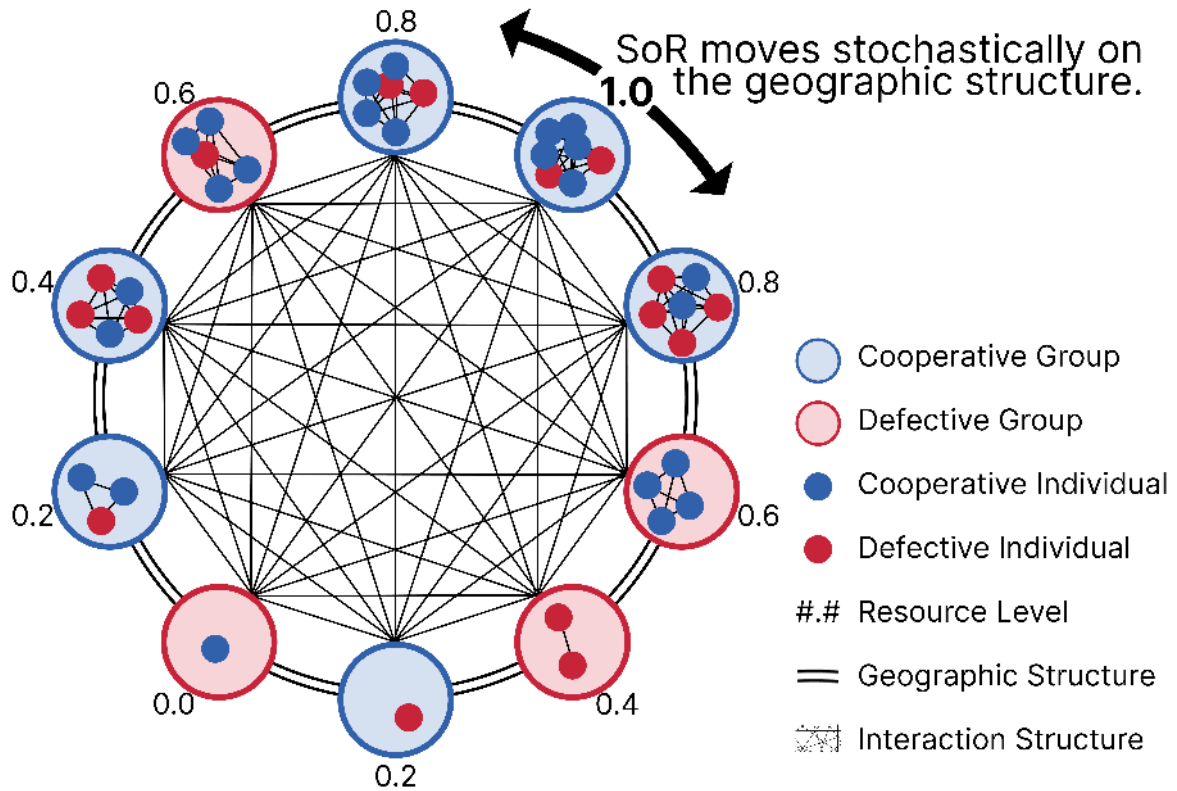 0.8
SoR moves stochastically on
the geographic structure.
1.0
0.6
0.4
0.8
0.2
0.6
0.0
0.4
0.2
Cooperative Group
Defective Group
Cooperative Individual
Defective Individual
#.# Resource Level
Geographic Structure
Interaction Structure